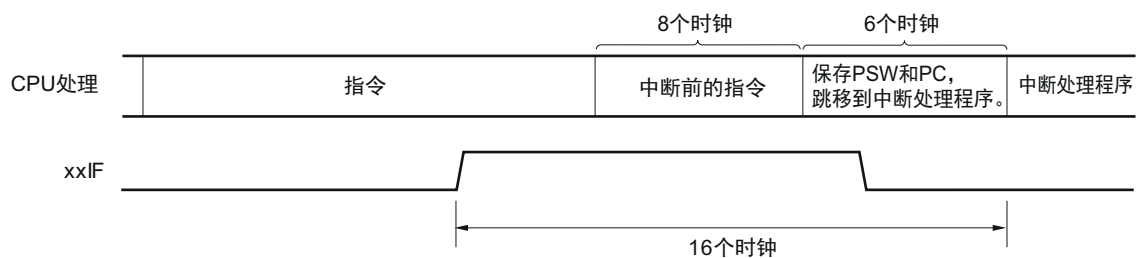 8个时钟
6个时钟
CPU处理
指令
中断前的指令
保存PSW和PC，
跳移到中断处理程序。
中断处理程序
xxIF
16个时钟